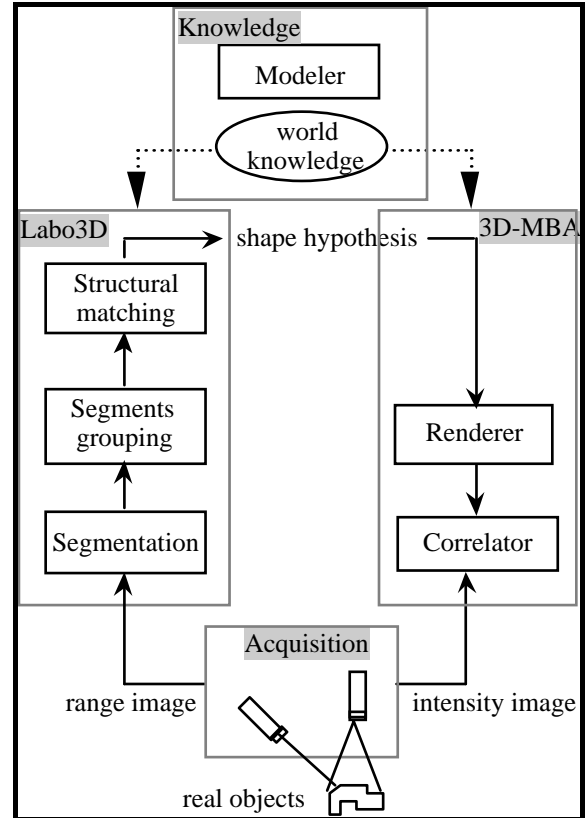 Knowledge
Modeler
world
knowledge
Labo3D
shape hypothesis
3D-MBA
Structural
matching
Segments
grouping
Renderer
Segmentation
Correlator
Acquisition
range image
intensity image
real objects